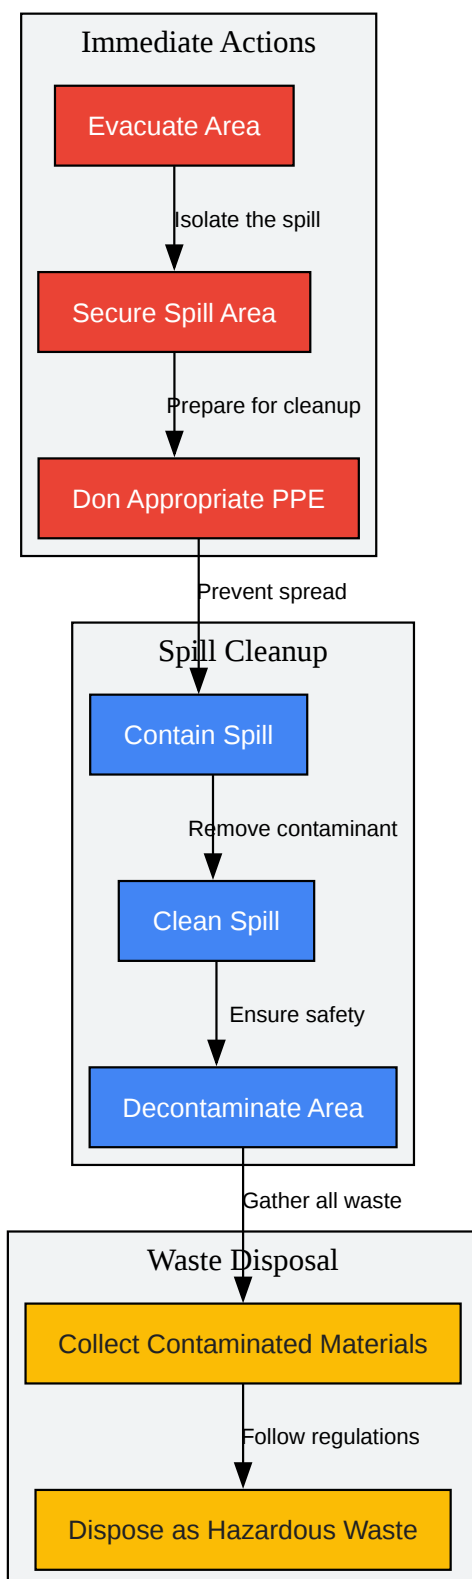 Immediate Actions
Evacuate Area
Isolate the spill
Secure Spill Area
Prepare for cleanup
Don Appropriate PPE
Prevent spread
Spill Cleanup
Contain Spill
Remove contaminant
Clean Spill
Ensure safety
Decontaminate Area
Gather all waste
Waste Disposal
Collect Contaminated Materials
Follow regulations
Dispose as Hazardous Waste